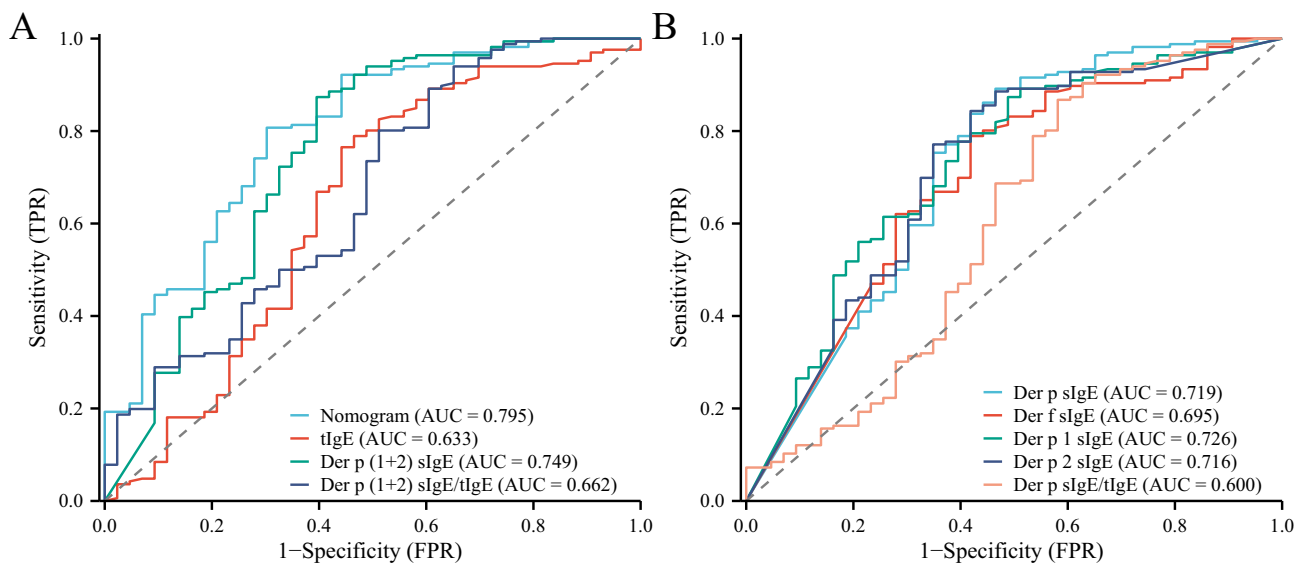 A
1.0
0.8
0.6
0.4
0.2
0.0
Sensitivity (TPR)
Nomogram (AUC = 0.795)
tIgE (AUC = 0.633)
Der p (1+2) sIgE (AUC = 0.749)
Der p (1+2) sIgE/tIgE (AUC = 0.662)
0.0 0.2 0.4 0.6 0.8 1.0
1−Specificity (FPR)
B
1.0
0.8
0.6
0.4
0.2
0.0
Sensitivity (TPR)
Der p sIgE (AUC = 0.719)
Der f sIgE (AUC = 0.695)
Der p 1 sIgE (AUC = 0.726)
Der p 2 sIgE (AUC = 0.716)
Der p sIgE/tIgE (AUC = 0.600)
0.0 0.2 0.4 0.6 0.8 1.0
1−Specificity (FPR)